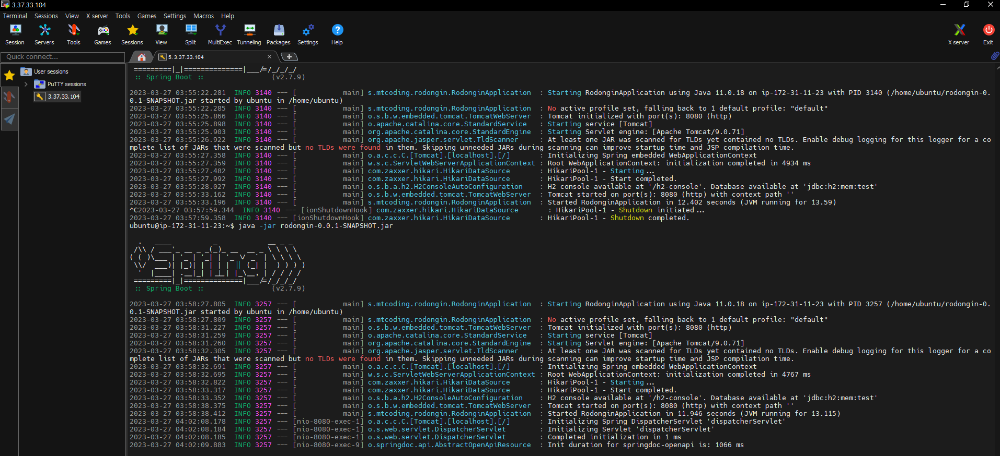 3.37.33.104
Terminal Sessions View X server Tools Games Settings Macros Help
Session Servers Tools Games Sessions View Split MultiExec Tunneling Packages Settings Help X server Exit
Quick connect...
5. 3.37.33.104
User sessions
PuTTY sessions
3.37.33.104
=========|_|==============|___/=/_/_/_/
:: Spring Boot ::                (v2.7.9)
2023-03-27 03:55:22.281  INFO 3140 --- [           main] s.mtcoding.rodongin.RodonginApplication  : Starting RodonginApplication using Java 11.0.18 on ip-172-31-11-23 with PID 3140 (/home/ubuntu/rodongin-0.
0.1-SNAPSHOT.jar started by ubuntu in /home/ubuntu)
2023-03-27 03:55:22.285  INFO 3140 --- [           main] s.mtcoding.rodongin.RodonginApplication  : No active profile set, falling back to 1 default profile: "default"
2023-03-27 03:55:25.866  INFO 3140 --- [           main] o.s.b.w.embedded.tomcat.TomcatWebServer  : Tomcat initialized with port(s): 8080 (http)
2023-03-27 03:55:25.898  INFO 3140 --- [           main] o.apache.catalina.core.StandardService   : Starting service [Tomcat]
2023-03-27 03:55:25.903  INFO 3140 --- [           main] org.apache.catalina.core.StandardEngine  : Starting Servlet engine: [Apache Tomcat/9.0.71]
2023-03-27 03:55:26.922  INFO 3140 --- [           main] org.apache.jasper.servlet.TldScanner     : At least one JAR was scanned for TLDs yet contained no TLDs. Enable debug logging for this logger for a co
mplete list of JARs that were scanned but no TLDs were found in them. Skipping unneeded JARs during scanning can improve startup time and JSP compilation time.
2023-03-27 03:55:27.358  INFO 3140 --- [           main] o.a.c.c.C.[Tomcat].[localhost].[/]       : Initializing Spring embedded WebApplicationContext
2023-03-27 03:55:27.359  INFO 3140 --- [           main] w.s.c.ServletWebServerApplicationContext : Root WebApplicationContext: initialization completed in 4934 ms
2023-03-27 03:55:27.482  INFO 3140 --- [           main] com.zaxxer.hikari.HikariDataSource       : HikariPool-1 - Starting...
2023-03-27 03:55:27.992  INFO 3140 --- [           main] com.zaxxer.hikari.HikariDataSource       : HikariPool-1 - Start completed.
2023-03-27 03:55:28.027  INFO 3140 --- [           main] o.s.b.a.h2.H2ConsoleAutoConfiguration    : H2 console available at '/h2-console'. Database available at 'jdbc:h2:mem:test'
2023-03-27 03:55:33.162  INFO 3140 --- [           main] o.s.b.w.embedded.tomcat.TomcatWebServer  : Tomcat started on port(s): 8080 (http) with context path ''
2023-03-27 03:55:33.196  INFO 3140 --- [           main] s.mtcoding.rodongin.RodonginApplication  : Started RodonginApplication in 12.402 seconds (JVM running for 13.59)
^C2023-03-27 03:57:59.344  INFO 3140 --- [ionShutdownHook] com.zaxxer.hikari.HikariDataSource       : HikariPool-1 - Shutdown initiated...
2023-03-27 03:57:59.358  INFO 3140 --- [ionShutdownHook] com.zaxxer.hikari.HikariDataSource       : HikariPool-1 - Shutdown completed.
ubuntu@ip-172-31-11-23:~$ java -jar rodongin-0.0.1-SNAPSHOT.jar
  .   ____          _            __ _ _
 /\\ / ___'_ __ _ _(_)_ __  __ _ \ \ \ \
( ( )\___ | '_ | '_| | '_ \/ _` | \ \ \ \
 \\/  ___)| |_)| | | | | || (_| |  ) ) ) )
  '  |____| .__|_| |_|_| |_\__, | / / / /
 =========|_|==============|___/=/_/_/_/
:: Spring Boot ::                (v2.7.9)
2023-03-27 03:58:27.805  INFO 3257 --- [           main] s.mtcoding.rodongin.RodonginApplication  : Starting RodonginApplication using Java 11.0.18 on ip-172-31-11-23 with PID 3257 (/home/ubuntu/rodongin-0.
0.1-SNAPSHOT.jar started by ubuntu in /home/ubuntu)
2023-03-27 03:58:27.809  INFO 3257 --- [           main] s.mtcoding.rodongin.RodonginApplication  : No active profile set, falling back to 1 default profile: "default"
2023-03-27 03:58:31.227  INFO 3257 --- [           main] o.s.b.w.embedded.tomcat.TomcatWebServer  : Tomcat initialized with port(s): 8080 (http)
2023-03-27 03:58:31.259  INFO 3257 --- [           main] o.apache.catalina.core.StandardService   : Starting service [Tomcat]
2023-03-27 03:58:31.260  INFO 3257 --- [           main] org.apache.catalina.core.StandardEngine  : Starting Servlet engine: [Apache Tomcat/9.0.71]
2023-03-27 03:58:32.305  INFO 3257 --- [           main] org.apache.jasper.servlet.TldScanner     : At least one JAR was scanned for TLDs yet contained no TLDs. Enable debug logging for this logger for a co
mplete list of JARs that were scanned but no TLDs were found in them. Skipping unneeded JARs during scanning can improve startup time and JSP compilation time.
2023-03-27 03:58:32.691  INFO 3257 --- [           main] o.a.c.c.C.[Tomcat].[localhost].[/]       : Initializing Spring embedded WebApplicationContext
2023-03-27 03:58:32.695  INFO 3257 --- [           main] w.s.c.ServletWebServerApplicationContext : Root WebApplicationContext: initialization completed in 4767 ms
2023-03-27 03:58:32.822  INFO 3257 --- [           main] com.zaxxer.hikari.HikariDataSource       : HikariPool-1 - Starting...
2023-03-27 03:58:33.317  INFO 3257 --- [           main] com.zaxxer.hikari.HikariDataSource       : HikariPool-1 - Start completed.
2023-03-27 03:58:33.352  INFO 3257 --- [           main] o.s.b.a.h2.H2ConsoleAutoConfiguration    : H2 console available at '/h2-console'. Database available at 'jdbc:h2:mem:test'
2023-03-27 03:58:38.375  INFO 3257 --- [           main] o.s.b.w.embedded.tomcat.TomcatWebServer  : Tomcat started on port(s): 8080 (http) with context path ''
2023-03-27 03:58:38.412  INFO 3257 --- [           main] s.mtcoding.rodongin.RodonginApplication  : Started RodonginApplication in 11.946 seconds (JVM running for 13.115)
2023-03-27 04:02:08.178  INFO 3257 --- [nio-8080-exec-1] o.a.c.c.C.[Tomcat].[localhost].[/]       : Initializing Spring DispatcherServlet 'dispatcherServlet'
2023-03-27 04:02:08.184  INFO 3257 --- [nio-8080-exec-1] o.s.web.servlet.DispatcherServlet        : Initializing Servlet 'dispatcherServlet'
2023-03-27 04:02:08.185  INFO 3257 --- [nio-8080-exec-1] o.s.web.servlet.DispatcherServlet        : Completed initialization in 1 ms
2023-03-27 04:02:09.883  INFO 3257 --- [nio-8080-exec-9] o.springdoc.api.AbstractOpenApiResource  : Init duration for springdoc-openapi is: 1066 ms